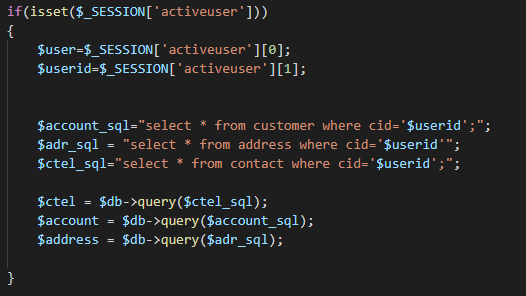 if(isset($_SESSION['activeuser']))
{
$user=$_SESSION['activeuser'][0];
$userid=$_SESSION['activeuser'][1];
$account_sql="select * from customer where cid='$userid';";
$adr_sql = "select * from address where cid='$userid'";
$ctel_sql="select * from contact where cid='$userid';";
$ctel = $db->query($ctel_sql);
$account = $db->query($account_sql);
$address = $db->query($adr_sql);
}